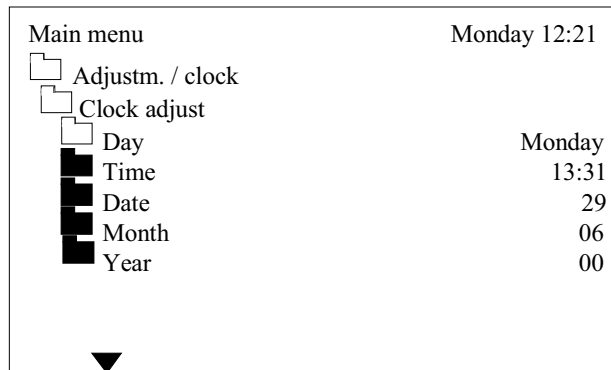 Main menu Monday 12:21
Adjustm. / clock
Clock adjust
Day Monday
Time 13:31
Date 29
Month 06
Year 00